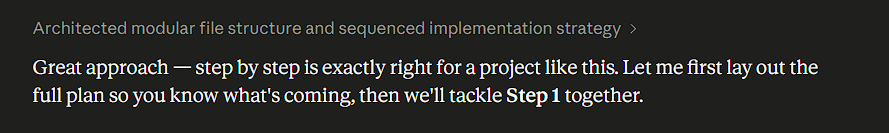 Architected modular file structure and sequenced implementation strategy >
Great approach — step by step is exactly right for a project like this. Let me first lay out the
full plan so you know what's coming, then we'll tackle Step 1 together.